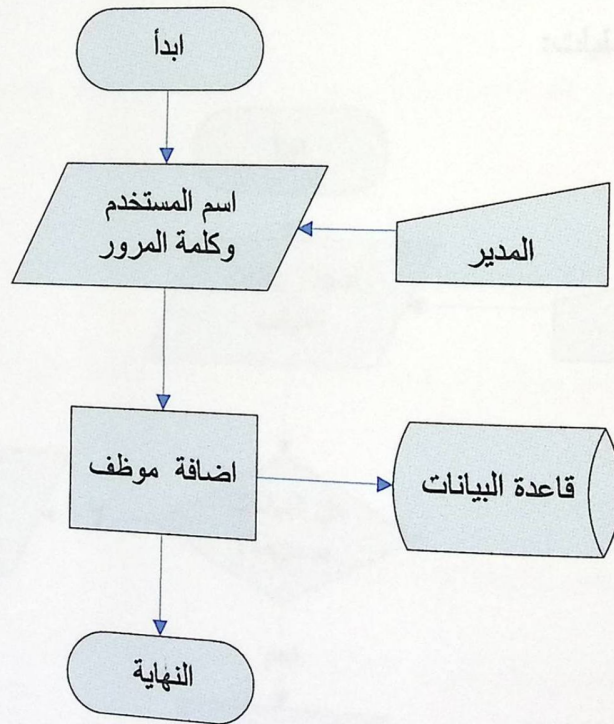 ابدأ
اسم المستخدم
وكلمة المرور
المدير
اضافة موظف
قاعدة البيانات
النهاية